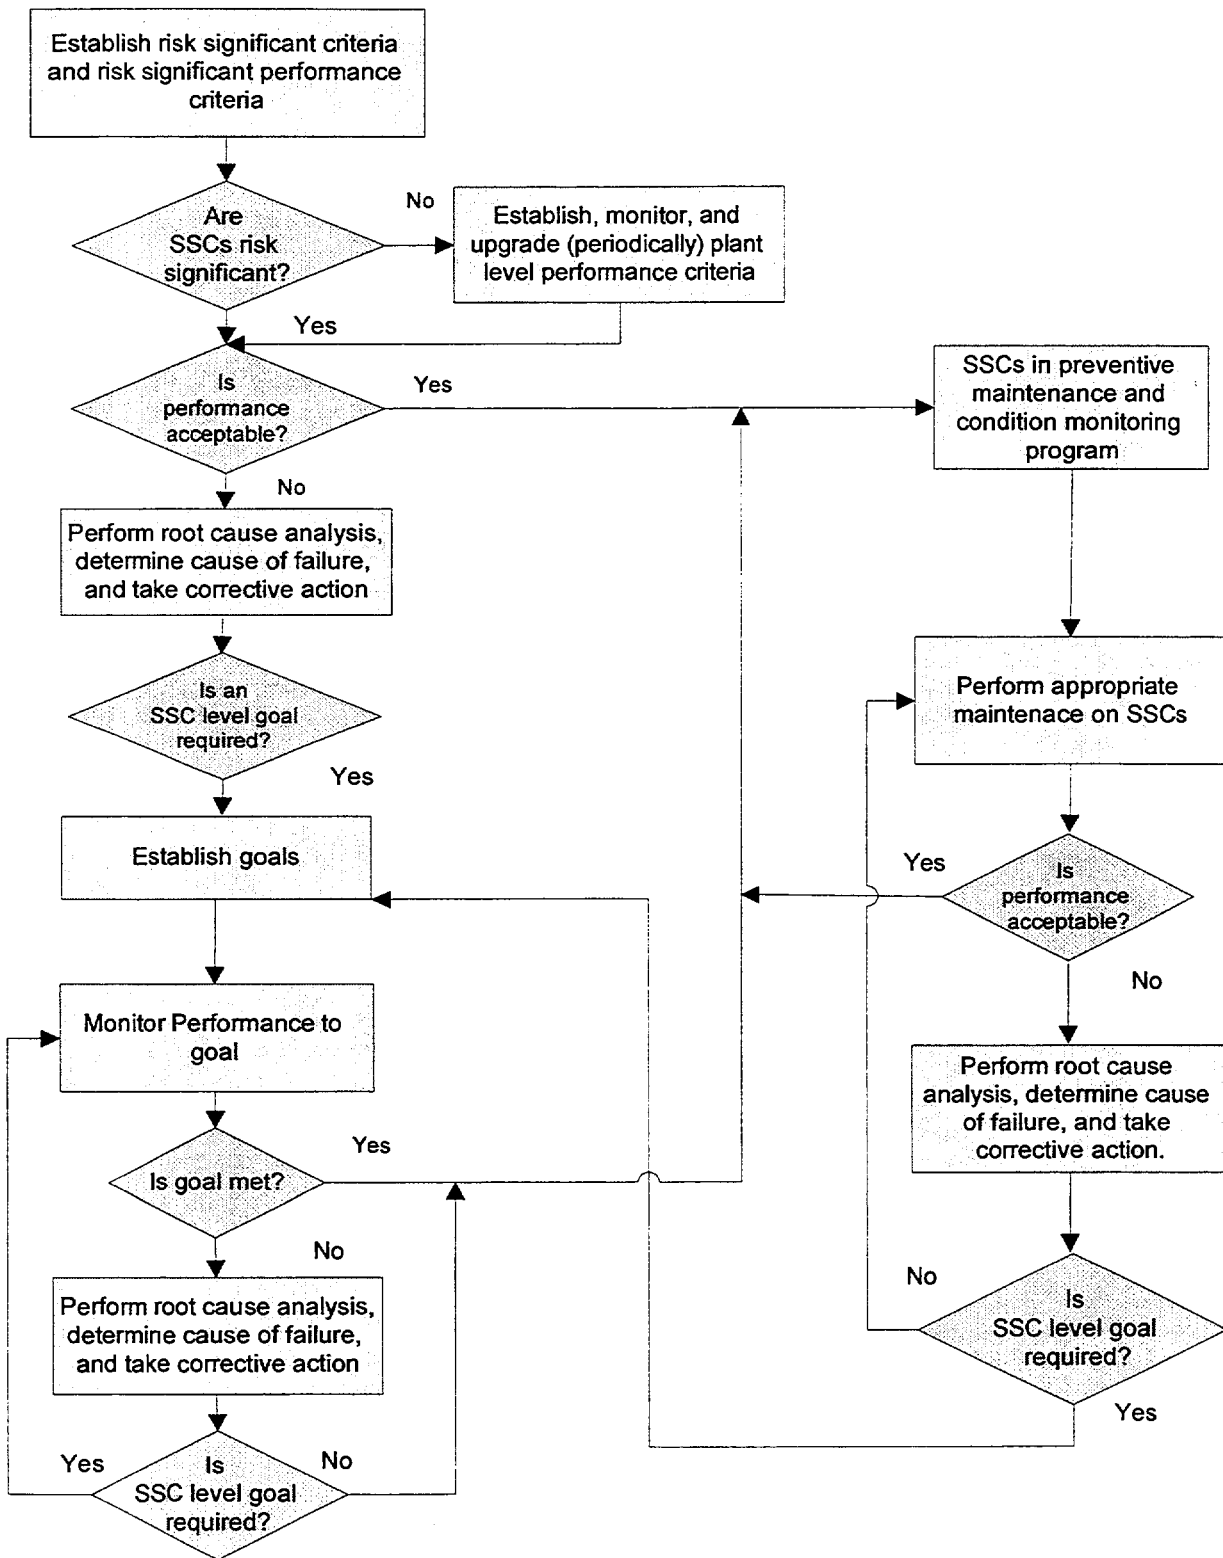 Establish risk significant criteria
and risk significant performance
criteria
Are
SSCs risk
significant?
No
Establish, monitor, and
upgrade (periodically) plant
level performance criteria
Yes
Is
performance
acceptable?
Yes
SSCs in preventive
maintenance and
condition monitoring
program
No
Perform root cause analysis,
determine cause of failure,
and take corrective action
Is an
SSC level goal
required?
Yes
Establish goals
Monitor Performance to
goal
Is goal met?
Yes
No
Perform root cause analysis,
determine cause of failure,
and take corrective action
Is
SSC level goal
required?
Yes
No
Perform appropriate
maintenace on SSCs
Is
performance
acceptable?
Yes
No
Perform root cause
analysis, determine cause
of failure, and take
corrective action.
Is
SSC level goal
required?
No
Yes